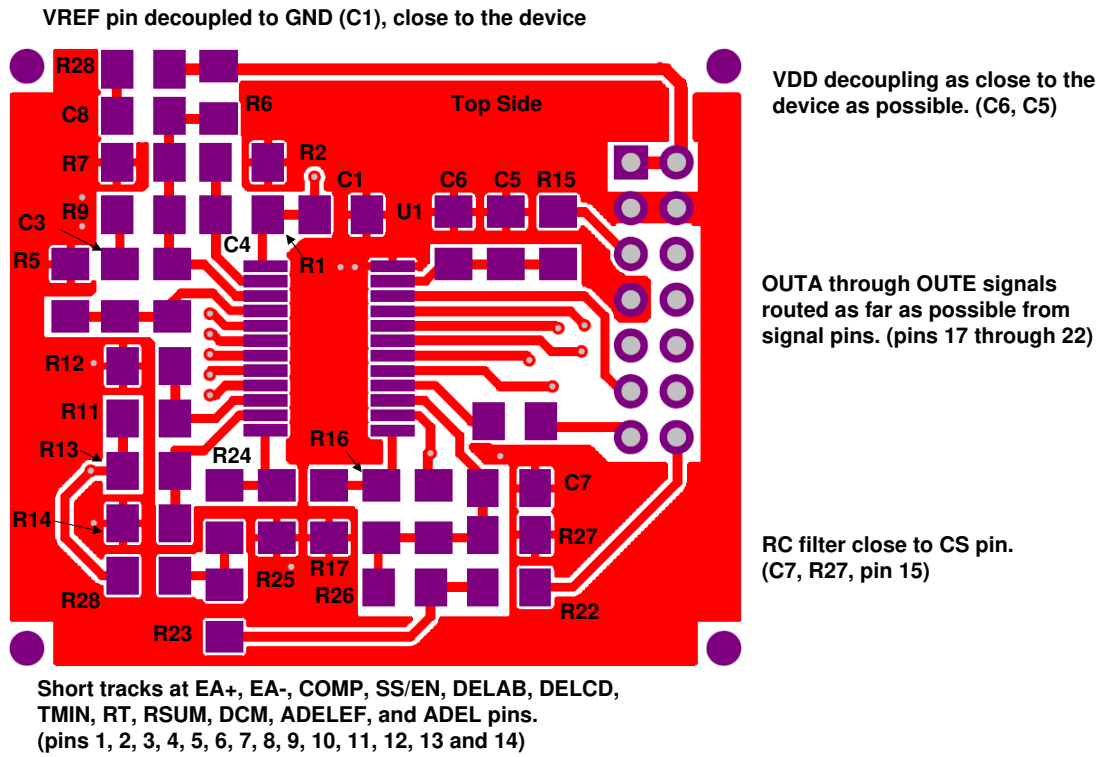 VREF pin decoupled to GND (C1), close to the device
R28
C8
R6
Top Side
VDD decoupling as close to the
device as possible. (C6, C5)
R7
R2
C1
C6
C5
R15
R9
U1
C3
C4
R5
R1
OUTA through OUTE signals
routed as far as possible from
signal pins. (pins 17 through 22)
R12
R11
R13
R24
R16
C7
R14
R27
RC filter close to CS pin.
(C7, R27, pin 15)
R28
R25
R17
R26
R22
R23
Short tracks at EA+, EA-, COMP, SS/EN, DELAB, DELCD,
TMIN, RT, RSUM, DCM, ADELEF, and ADEL pins.
(pins 1, 2, 3, 4, 5, 6, 7, 8, 9, 10, 11, 12, 13 and 14)